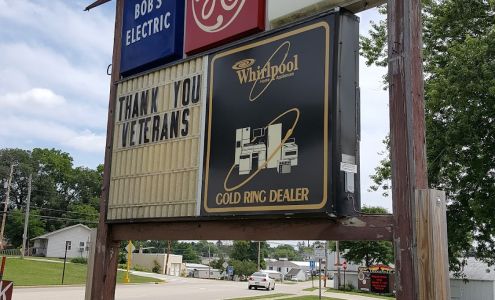 BOB'S
ELECTRIC
GE
THANK YOU
VETERANS
Whirlpool
GOLD RING DEALER